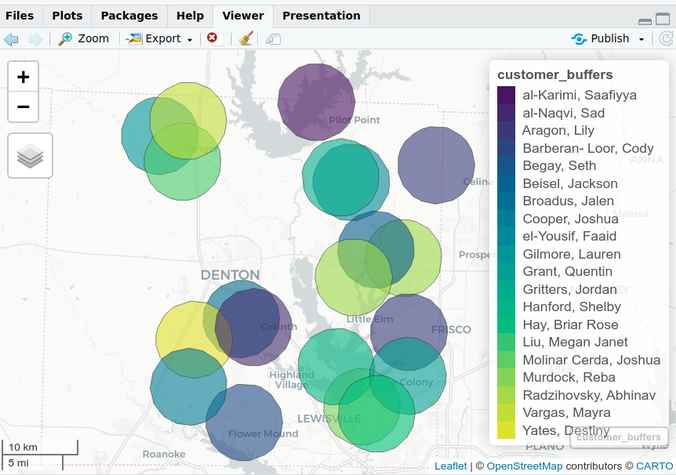 Files Plots Packages Help Viewer Presentation
Zoom Export Publish
+
−
customer_buffers
al-Karimi, Saafiyya
al-Naqvi, Sad
Aragon, Lily
Barberan- Loor, Cody
Begay, Seth
Beisel, Jackson
Broadus, Jalen
Cooper, Joshua
el-Yousif, Faaid
Gilmore, Lauren
Grant, Quentin
Gritters, Jordan
Hanford, Shelby
Hay, Briar Rose
Liu, Megan Janet
Molinar Cerda, Joshua
Murdock, Reba
Radzihovsky, Abhinav
Vargas, Mayra
Yates, Destiny
customer_buffers
Pilot Point
Sanger
Celina
ANNA
Melissa
Prosper
DENTON
Little Elm
Corinth
FRISCO
Highland
Village
Colony
LEWISVILLE
Flower Mound
Roanoke
PLANO
Wylie
10 km
5 mi
Leaflet | © OpenStreetMap contributors © CARTO